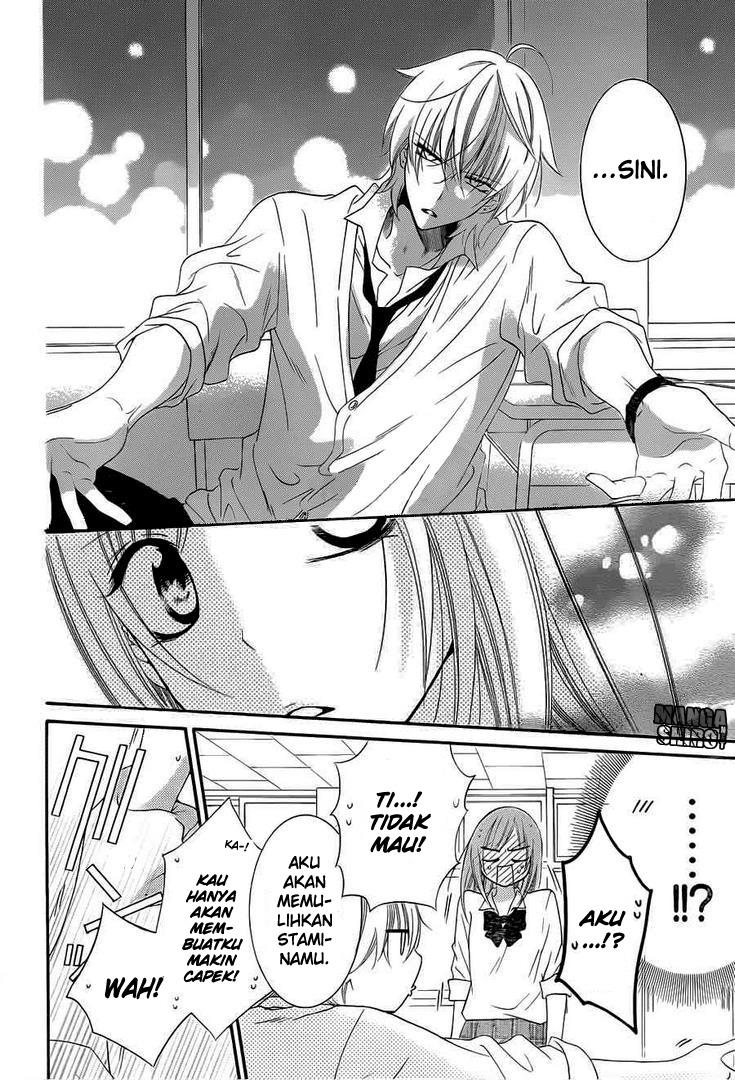 ...SINI.
MANGA
SHIRO!
......!!?
AKU
...!?
TI...!
TIDAK
MAU!
AKU
AKAN
MEMU-
LIHKAN
STAMI-
NAMU.
KA-!
KAU
HANYA
AKAN
MEM-
BUATKU
MAKIN
CAPEK!
WAH!